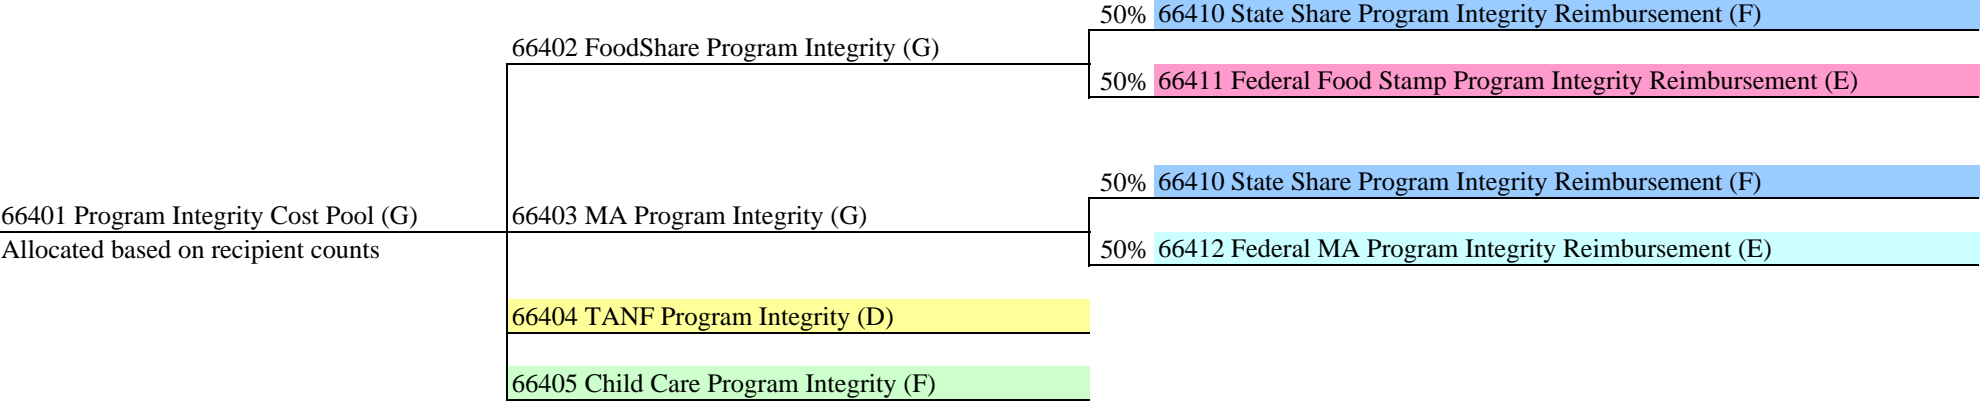 50% 66410 State Share Program Integrity Reimbursement (F)
66402 FoodShare Program Integrity (G)
50% 66411 Federal Food Stamp Program Integrity Reimbursement (E)
50% 66410 State Share Program Integrity Reimbursement (F)
66401 Program Integrity Cost Pool (G)
66403 MA Program Integrity (G)
Allocated based on recipient counts
50% 66412 Federal MA Program Integrity Reimbursement (E)
66404 TANF Program Integrity (D)
66405 Child Care Program Integrity (F)